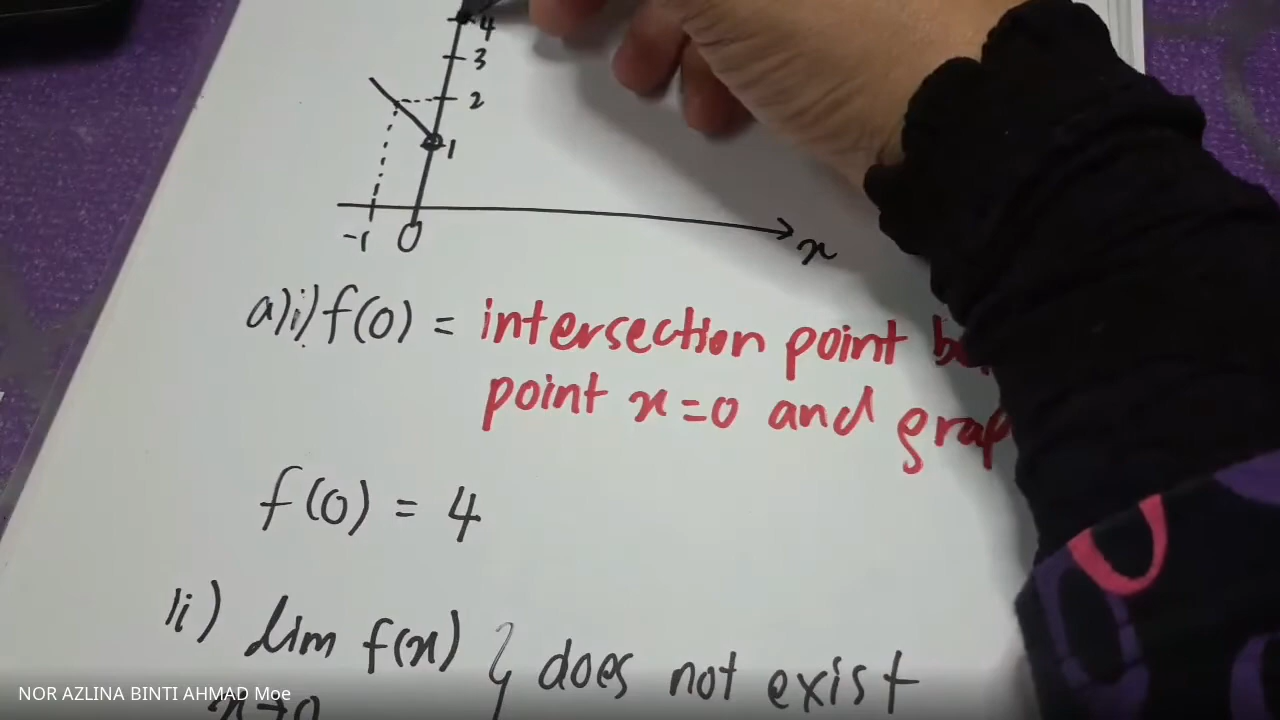 4
3
2
1
-1 0 x
a)i) f(0) = intersection point
point x=0 and
f(0) = 4
ii) lim f(x) } does not exist
x→0
NOR AZLINA BINTI AHMAD Moe